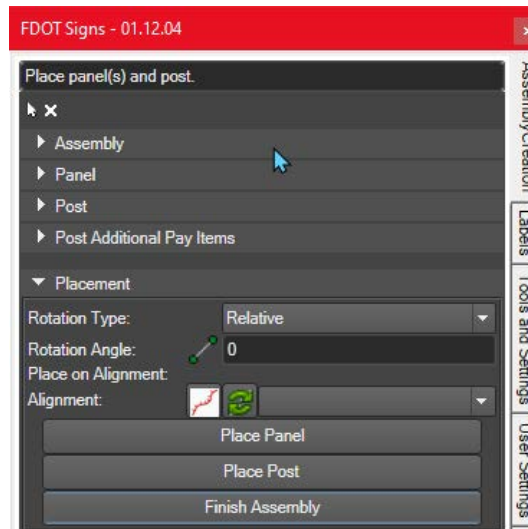 FDOT Signs - 01.12.04
Place panel(s) and post.
Assembly
Panel
Post
Post Additional Pay Items
Placement
Rotation Type:
Relative
Rotation Angle:
0
Place on Alignment:
Alignment:
Place Panel
Place Post
Finish Assembly
Assembly Creation
Labels
Tools and Settings
User Settings